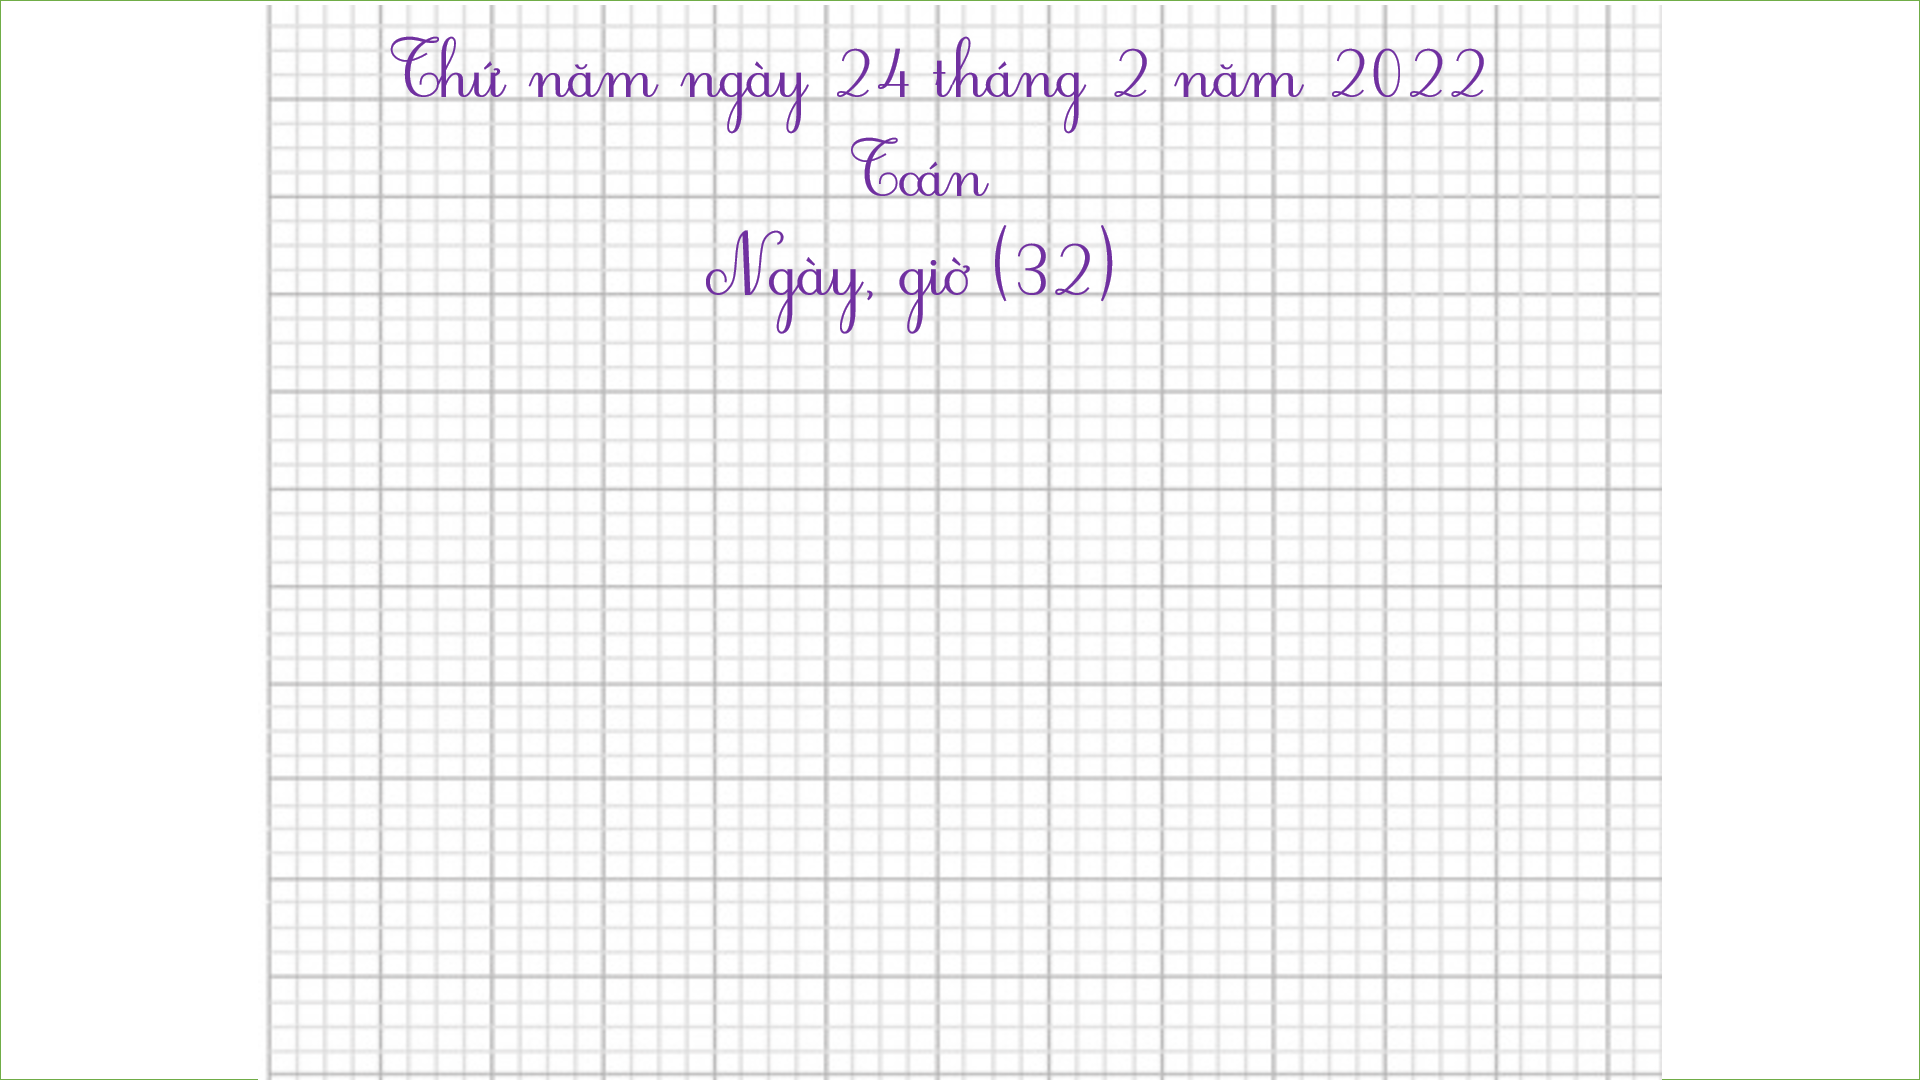 Thứ năm ngày 24 tháng 2 năm 2022
Toán
Ngày, giờ (32)